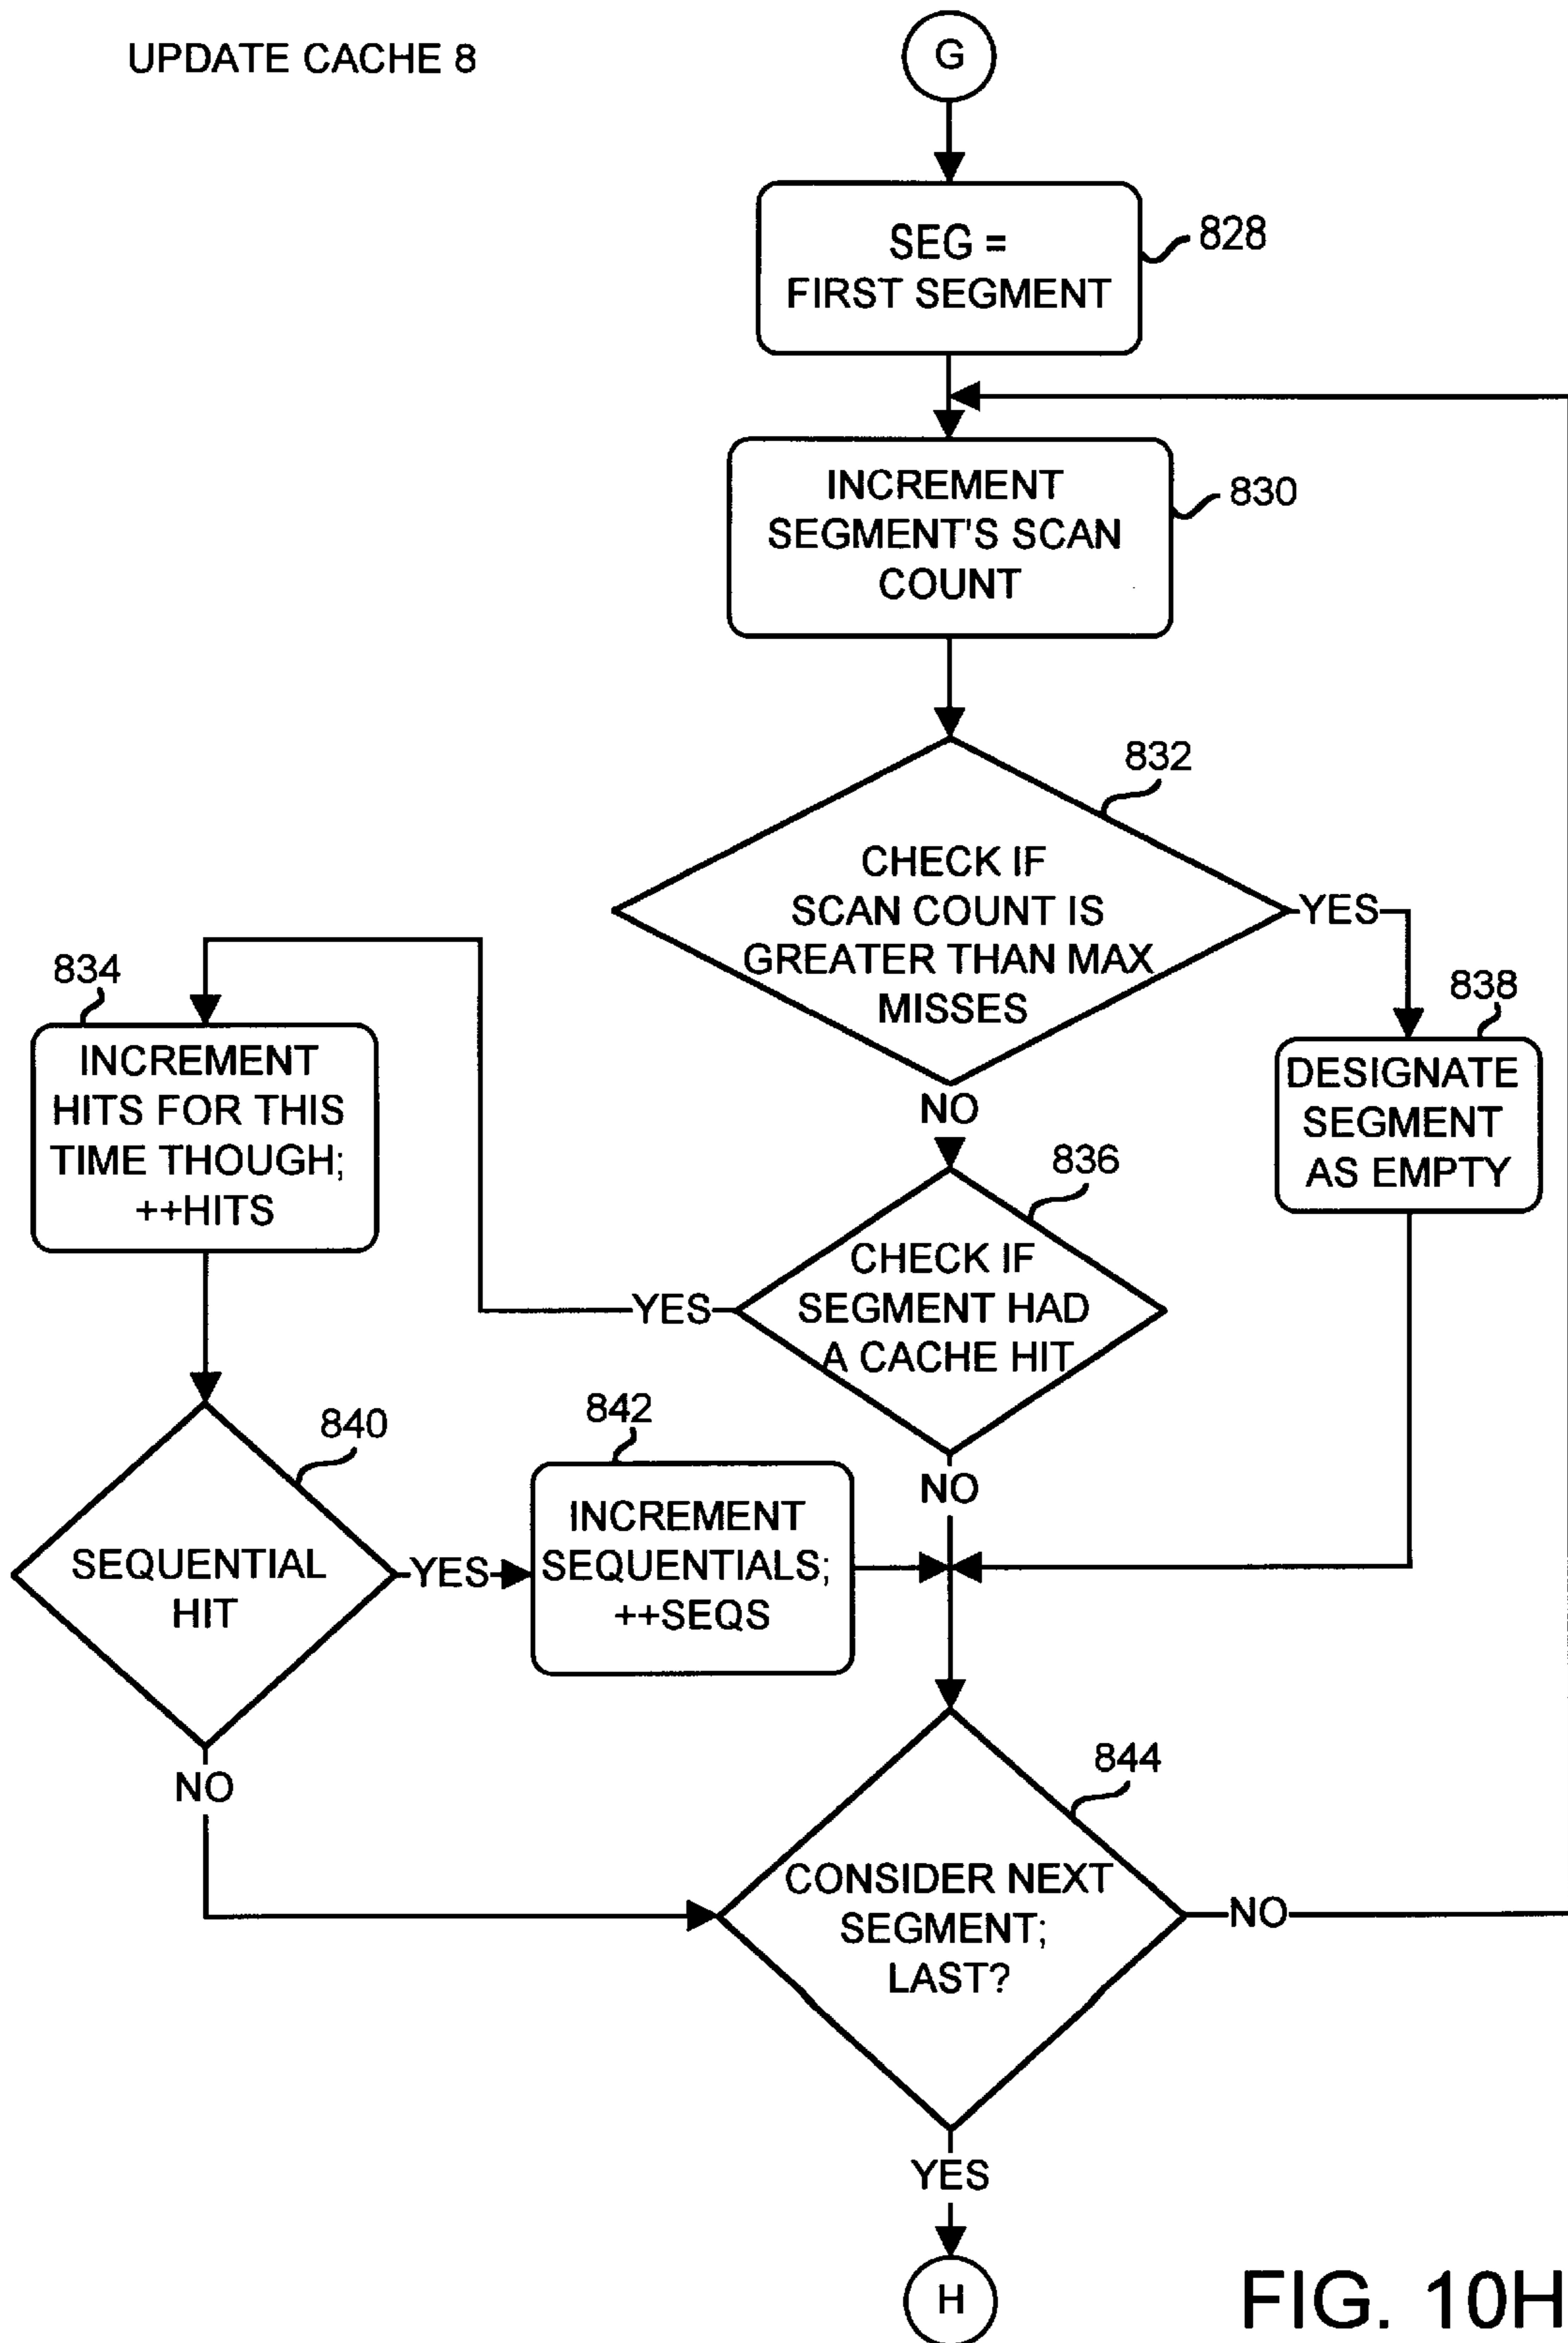 UPDATE CACHE 8
G
SEG =
FIRST SEGMENT
828
INCREMENT
SEGMENT'S SCAN
COUNT
830
832
CHECK IF
SCAN COUNT IS
GREATER THAN MAX
MISSES
YES
NO
834
INCREMENT
HITS FOR THIS
TIME THOUGH;
++HITS
838
DESIGNATE
SEGMENT
AS EMPTY
836
CHECK IF
SEGMENT HAD
A CACHE HIT
YES
NO
840
SEQUENTIAL
HIT
YES
NO
842
INCREMENT
SEQUENTIALS;
++SEQS
844
CONSIDER NEXT
SEGMENT;
LAST?
NO
YES
H
FIG. 10H